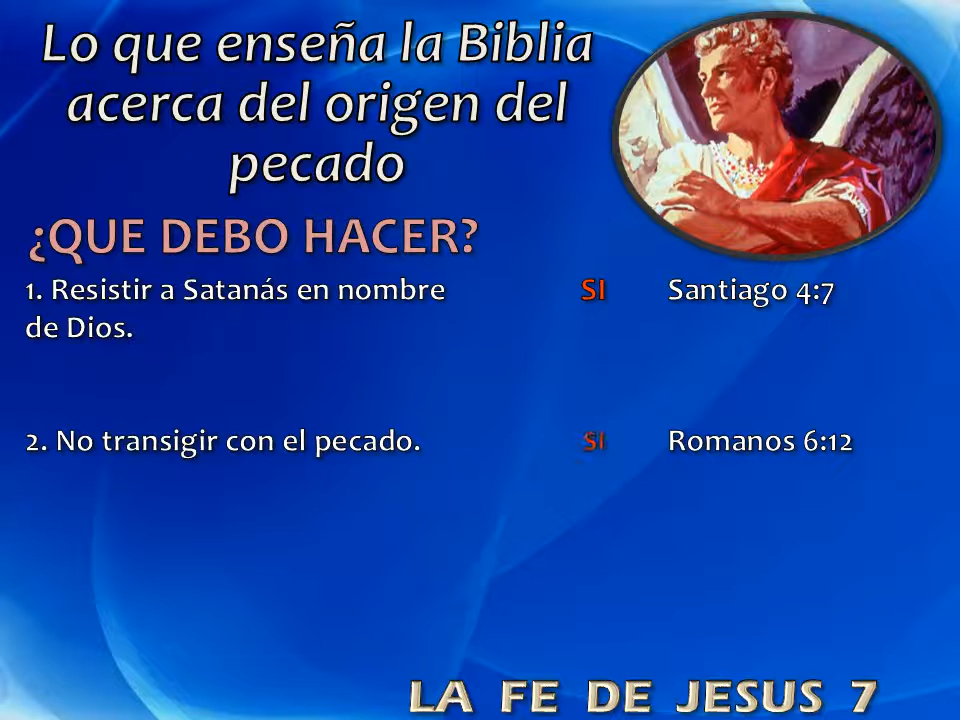 Lo que enseña la Biblia
acerca del origen del
pecado
¿QUE DEBO HACER?
1. Resistir a Satanás en nombre SI Santiago 4:7
de Dios.
2. No transigir con el pecado. SI Romanos 6:12
LA FE DE JESUS 7